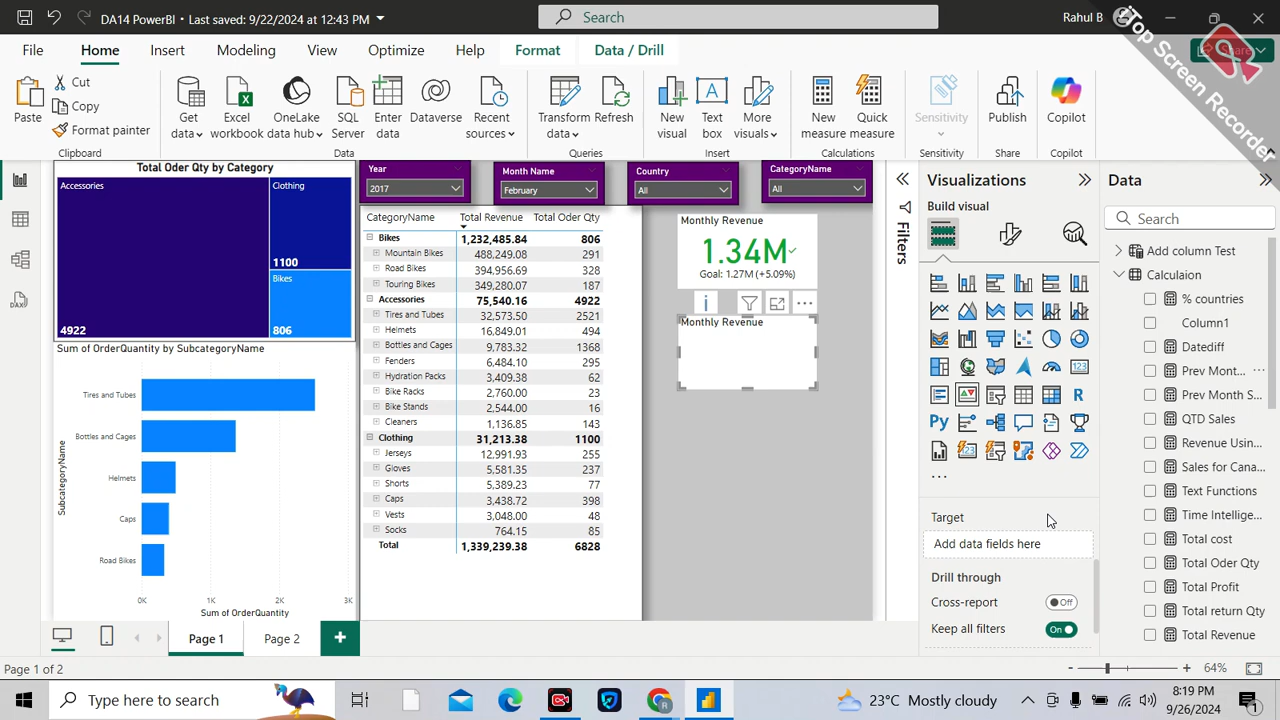 DA14 PowerBI • Last saved: 9/22/2024 at 12:43 PM
Search
Rahul B
iTop Screen Recorder
File
Home
Insert
Modeling
View
Optimize
Help
Format
Data / Drill
Share
Paste
Cut
Copy
Format painter
Clipboard
Get data
Excel workbook
OneLake data hub
SQL Server
Enter data
Dataverse
Recent sources
Data
Transform data
Refresh
Queries
New visual
Text box
More visuals
Insert
New measure
Quick measure
Calculations
Sensitivity
Sensitivity
Publish
Share
Copilot
Copilot
Total Oder Qty by Category
Accessories
4922
Clothing
1100
Bikes
806
Year
2017
Month Name
February
Country
All
CategoryName
All
CategoryName Total Revenue Total Oder Qty
Bikes 1,232,485.84 806
Mountain Bikes 488,249.08 291
Road Bikes 394,956.69 328
Touring Bikes 349,280.07 187
Accessories 75,540.16 4922
Tires and Tubes 32,573.50 2521
Helmets 16,849.01 494
Bottles and Cages 9,783.32 1368
Fenders 6,484.10 295
Hydration Packs 3,409.38 62
Bike Racks 2,760.00 23
Bike Stands 2,544.00 16
Cleaners 1,136.85 143
Clothing 31,213.38 1100
Jerseys 12,991.93 255
Gloves 5,581.35 237
Shorts 5,389.23 77
Caps 3,438.72 398
Vests 3,048.00 48
Socks 764.15 85
Total 1,339,239.38 6828
Sum of OrderQuantity by SubcategoryName
SubcategoryName
Tires and Tubes
Bottles and Cages
Helmets
Caps
Road Bikes
0K 1K 2K 3K
Sum of OrderQuantity
Monthly Revenue
1.34M
Goal: 1.27M (+5.09%)
Monthly Revenue
Filters
Visualizations
Build visual
Target
Add data fields here
Drill through
Cross-report
Off
Keep all filters
On
Data
Search
Add column Test
Calculaion
% countries
Column1
Datediff
Prev Mont...
Prev Month S...
QTD Sales
Revenue Usin...
Sales for Cana...
Text Functions
Time Intellige...
Total cost
Total Oder Qty
Total Profit
Total return Qty
Total Revenue
Page 1
Page 2
Page 1 of 2
64%
Type here to search
23°C Mostly cloudy
8:19 PM
9/26/2024